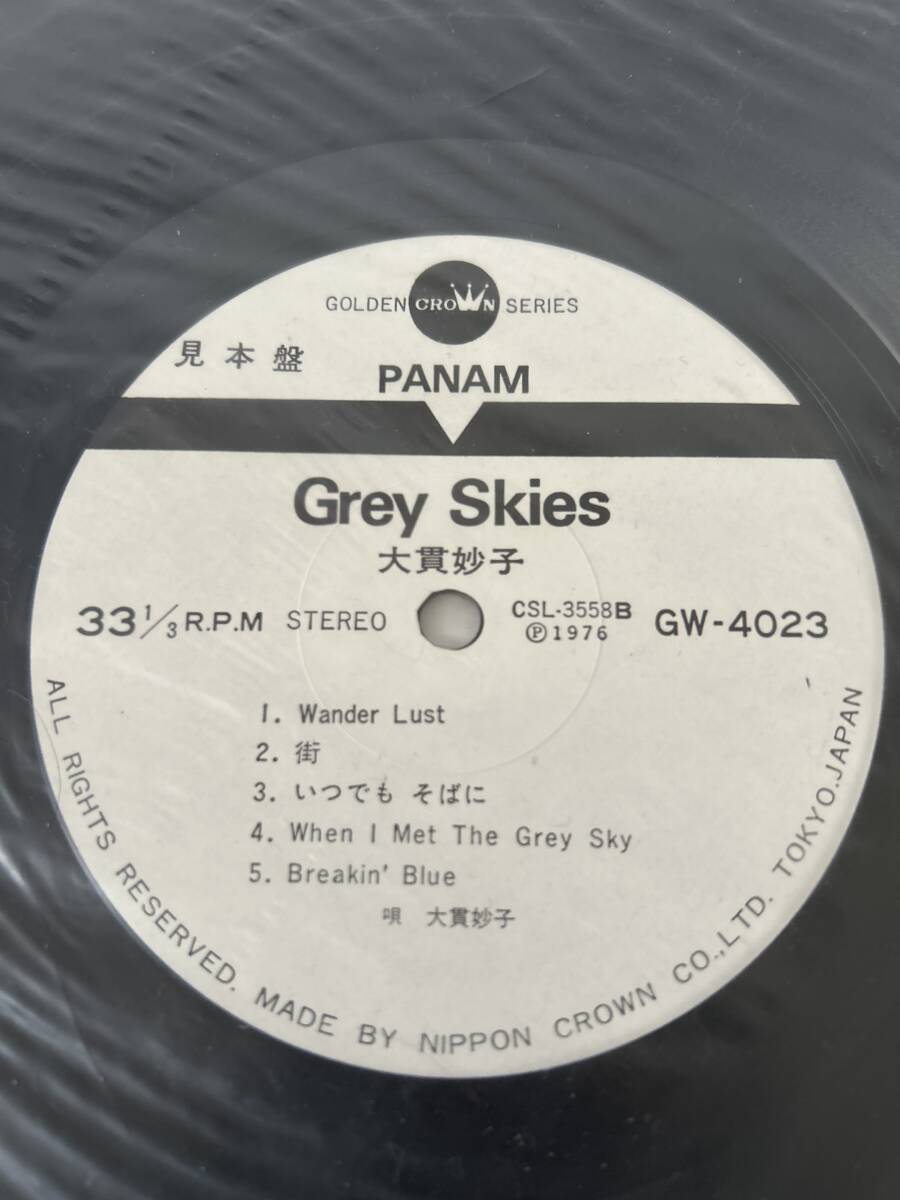 GOLDEN CROWN SERIES
見本盤
PANAM
Grey Skies
大貫妙子
33 1/3 R.P.M STEREO
CSL-3558B
Ⓟ1976
GW-4023
1. Wander Lust
2. 街
3. いつでも そばに
4. When I Met The Grey Sky
5. Breakin' Blue
唄 大貫妙子
ALL RIGHTS RESERVED. MADE BY NIPPON CROWN CO.,LTD. TOKYO.JAPAN